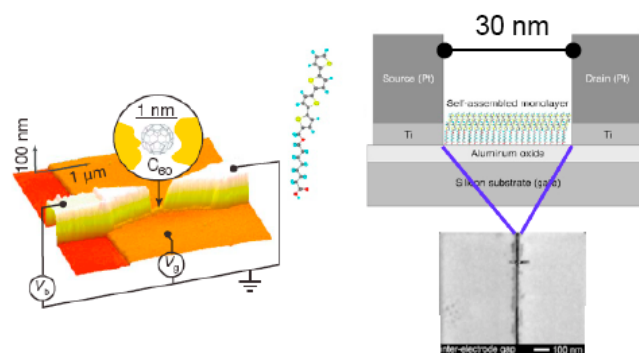 30 nm
Source (Pt)
Drain (Pt)
Self-assembled monolayer
Ti
Ti
Aluminum oxide
Silicon substrate (gate)
100 nm
1 nm
C60
1 µm
Vb
Vg
nter-electrode gap
100 nm